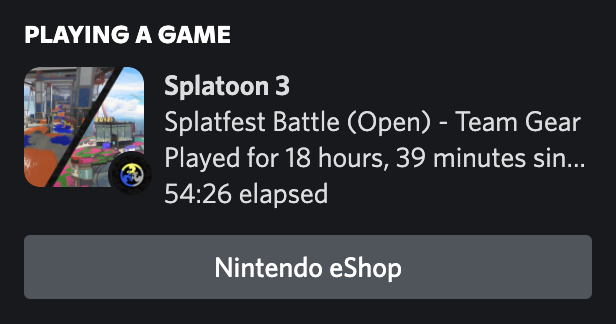 PLAYING A GAME
Splatoon 3
Splatfest Battle (Open) - Team Gear
Played for 18 hours, 39 minutes sin...
54:26 elapsed
Nintendo eShop